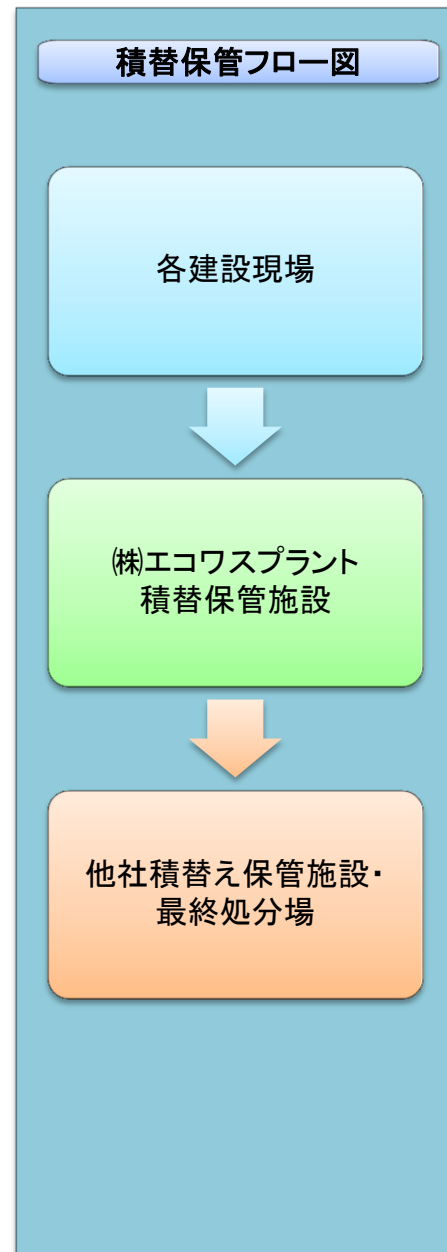 積替保管フロー図
各建設現場
㈱エコワスプラント
積替保管施設
他社積替え保管施設・
最終処分場